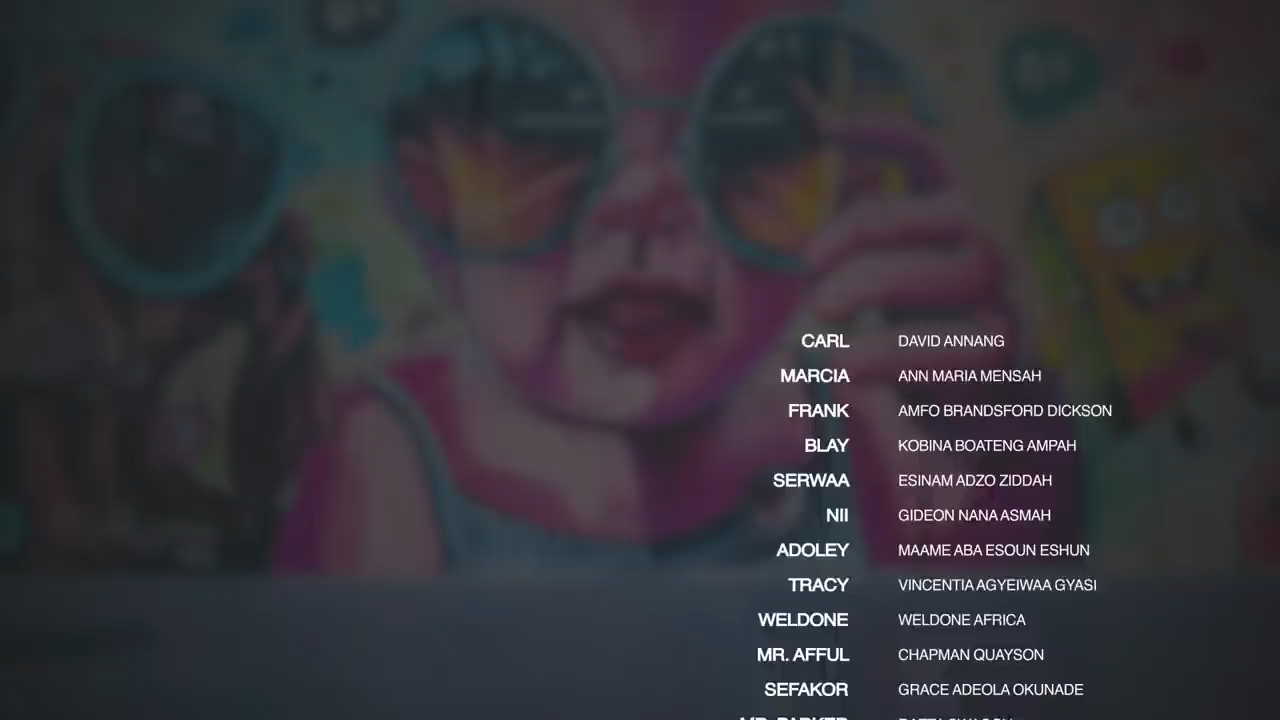 CARL DAVID ANNANG
MARCIA ANN MARIA MENSAH
FRANK AMFO BRANDSFORD DICKSON
BLAY KOBINA BOATENG AMPAH
SERWAA ESINAM ADZO ZIDDAH
NII GIDEON NANA ASMAH
ADOLEY MAAME ABA ESOUN ESHUN
TRACY VINCENTIA AGYEIWAA GYASI
WELDONE WELDONE AFRICA
MR. AFFUL CHAPMAN QUAYSON
SEFAKOR GRACE ADEOLA OKUNADE